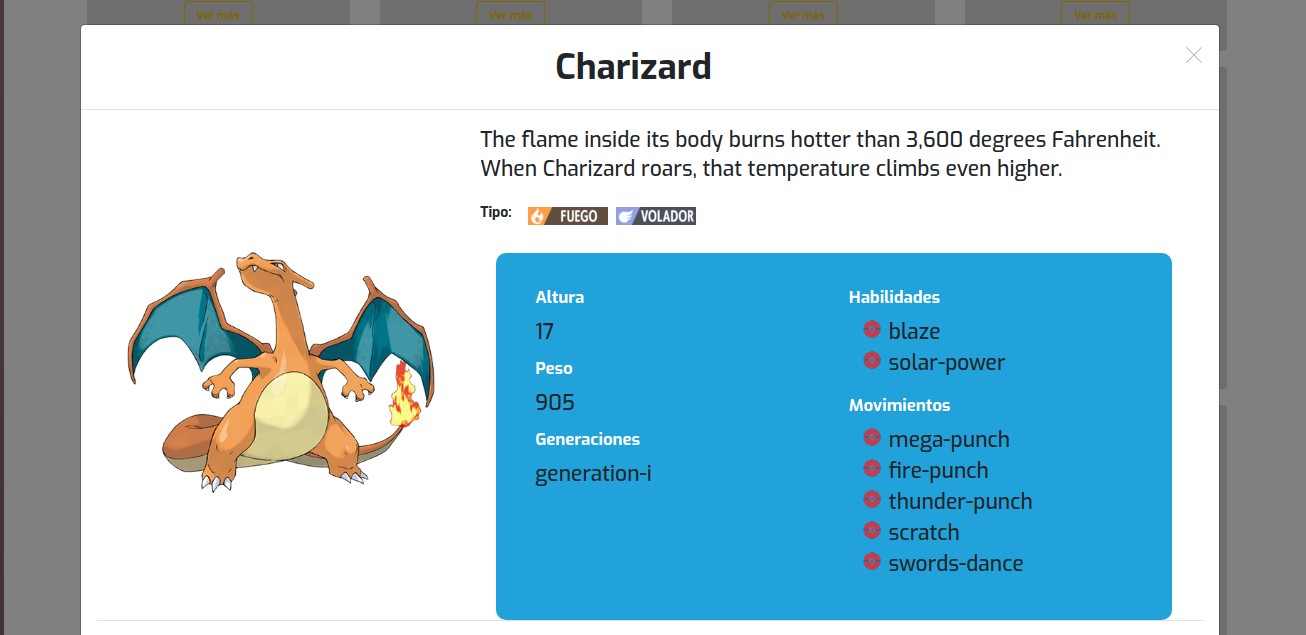 Ver más Ver más Ver más Ver más
Charizard
The flame inside its body burns hotter than 3,600 degrees Fahrenheit.
When Charizard roars, that temperature climbs even higher.
Tipo: FUEGO VOLADOR
Altura
17
Peso
905
Generaciones
generation-i
Habilidades
blaze
solar-power
Movimientos
mega-punch
fire-punch
thunder-punch
scratch
swords-dance